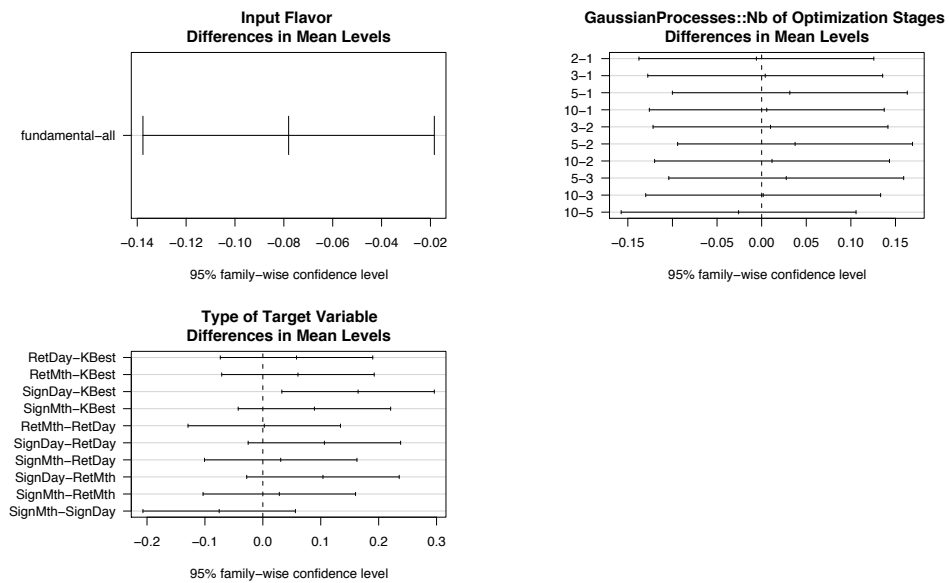 Input Flavor
Differences in Mean Levels
fundamental−all
−0.14 −0.12 −0.10 −0.08 −0.06 −0.04 −0.02
95% family−wise confidence level
GaussianProcesses::Nb of Optimization Stages
Differences in Mean Levels
2−1
3−1
5−1
10−1
3−2
5−2
10−2
5−3
10−3
10−5
−0.15 −0.05 0.00 0.05 0.10 0.15
95% family−wise confidence level
Type of Target Variable
Differences in Mean Levels
RetDay−KBest
RetMth−KBest
SignDay−KBest
SignMth−KBest
RetMth−RetDay
SignDay−RetDay
SignMth−RetDay
SignDay−RetMth
SignMth−RetMth
SignMth−SignDay
−0.2 −0.1 0.0 0.1 0.2 0.3
95% family−wise confidence level